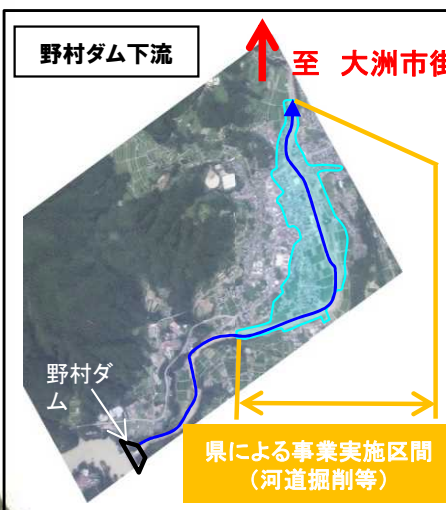 野村ダム下流
至 大洲市街
野村ダ
ム
県による事業実施区間
（河道掘削等）